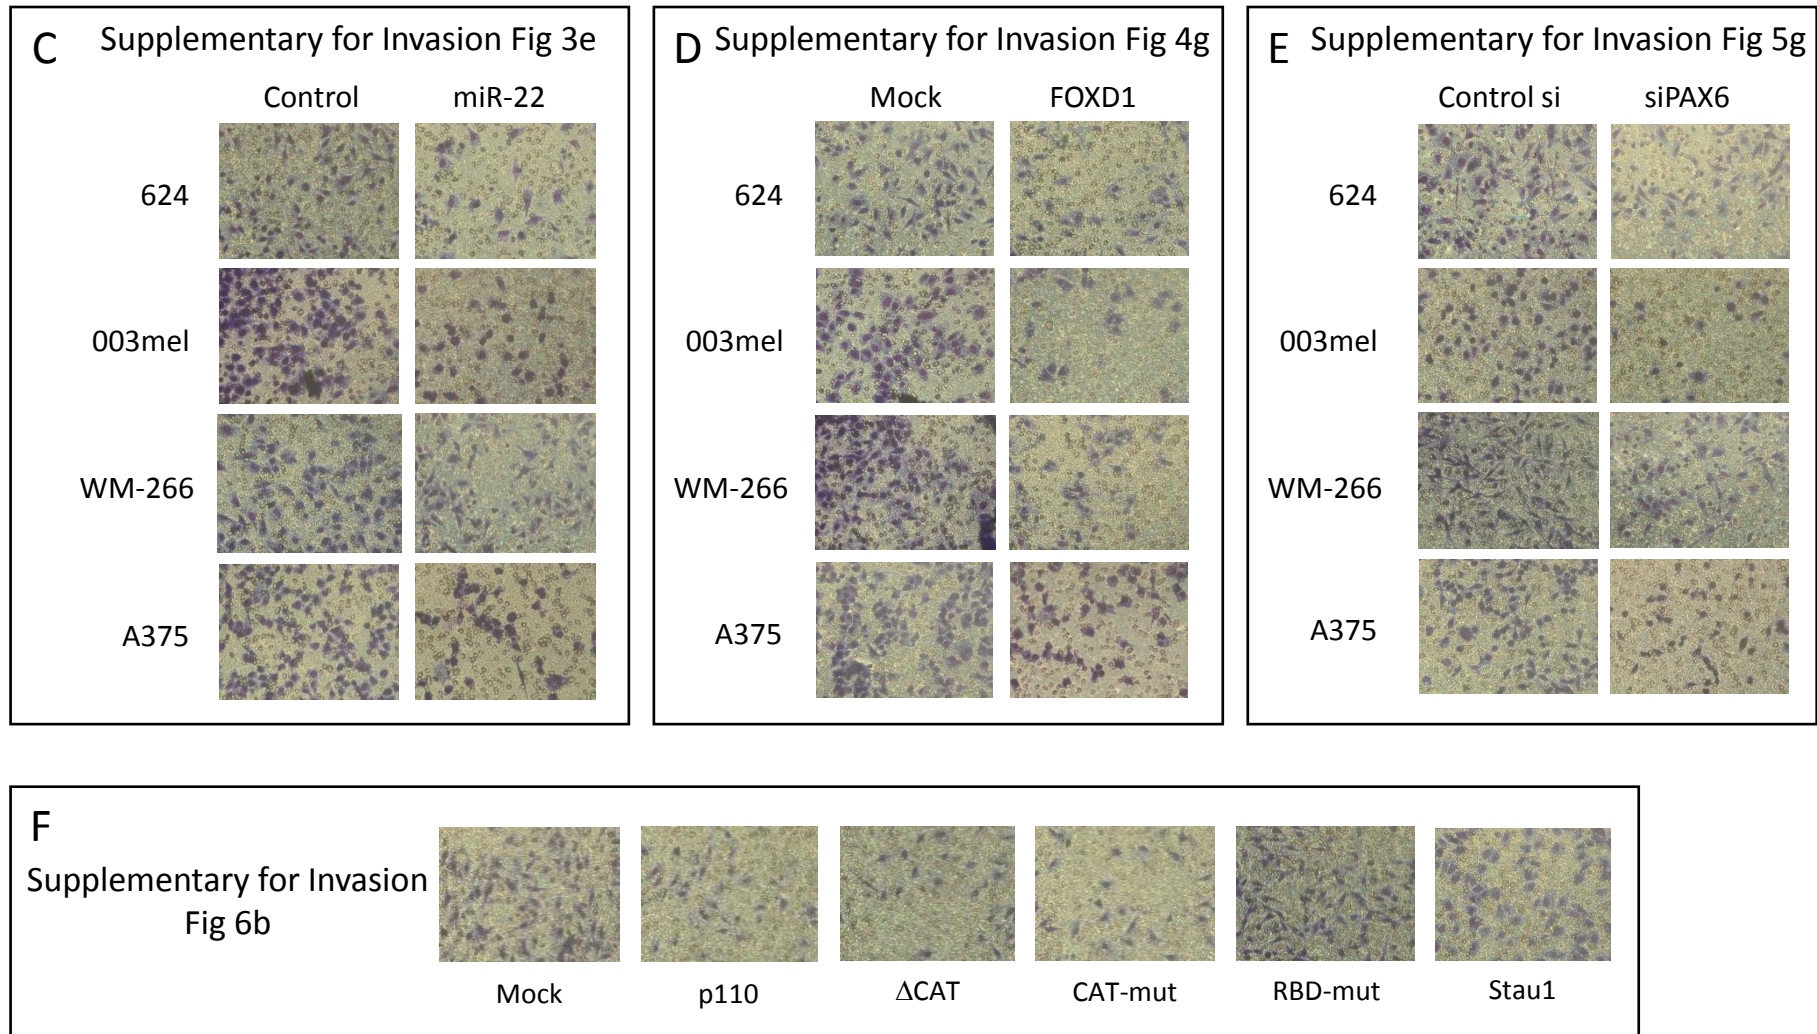 C Supplementary for Invasion Fig 3e
Control miR-22
624
003mel
WM-266
A375
D Supplementary for Invasion Fig 4g
Mock FOXD1
624
003mel
WM-266
A375
E Supplementary for Invasion Fig 5g
Control si siPAX6
624
003mel
WM-266
A375
F
Supplementary for Invasion
Fig 6b
Mock p110 ΔCAT CAT-mut RBD-mut Stau1